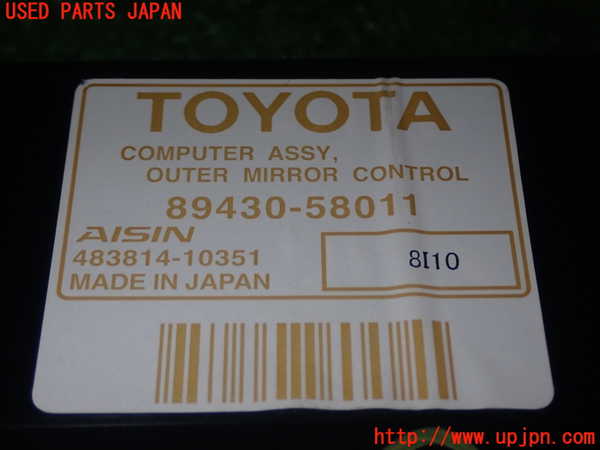 USED PARTS JAPAN
TOYOTA
COMPUTER ASSY,
OUTER MIRROR CONTROL
89430-58011
AISIN
483814-10351
MADE IN JAPAN
8I10
http://www.upjpn.com/